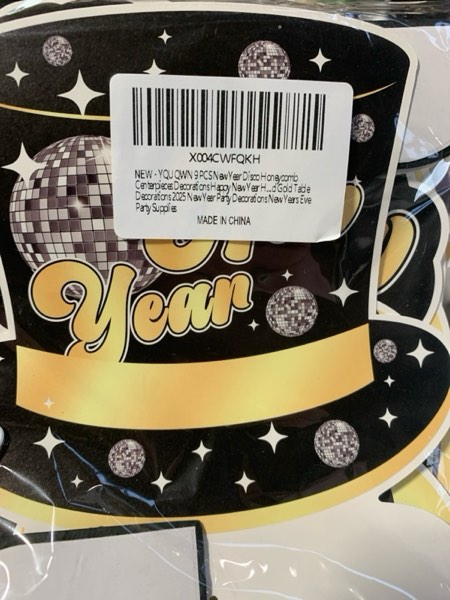 X004CWFQKH
NEW - YQU QWN 9 PCS New Year Disco Honeycomb
Centerpieces Decorations Happy New Year H...d Gold Table
Decorations 2025 New Year Party Decorations New Years Eve
Party Supplies
MADE IN CHINA
Year